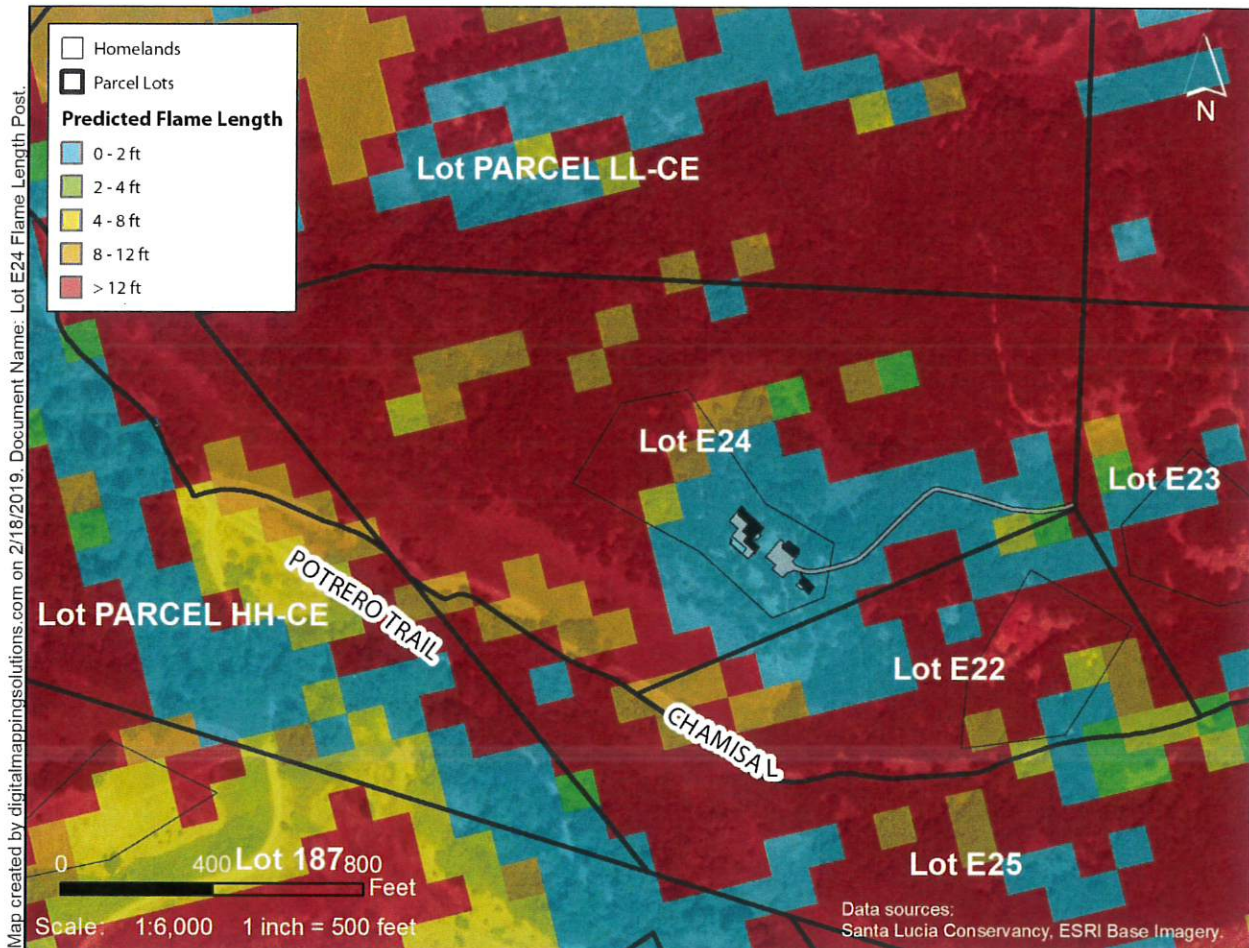 Map created by digitalmappingsolutions.com on 2/18/2019. Document Name: Lot E24 Flame Length Post.
Homelands
Parcel Lots
Predicted Flame Length
0 - 2 ft
2 - 4 ft
4 - 8 ft
8 - 12 ft
> 12 ft
N
Lot PARCEL LL-CE
Lot E24
Lot E23
POTRERO TRAIL
Lot PARCEL HH-CE
Lot E22
CHAMISAL
Lot 187
0 400 800
Feet
Lot E25
Scale: 1:6,000 1 inch = 500 feet
Data sources:
Santa Lucia Conservancy, ESRI Base Imagery.